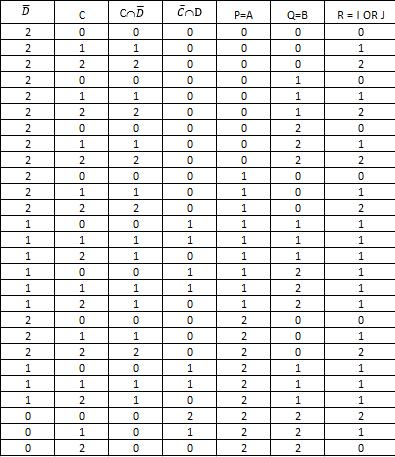 D̅ C C∩D̅ C̅∩D P=A Q=B R = I OR J
2 0 0 0 0 0 0
2 1 1 0 0 0 1
2 2 2 0 0 0 2
2 0 0 0 0 1 0
2 1 1 0 0 1 1
2 2 2 0 0 1 2
2 0 0 0 0 2 0
2 1 1 0 0 2 1
2 2 2 0 0 2 2
2 0 0 0 1 0 0
2 1 1 0 1 0 1
2 2 2 0 1 0 2
1 0 0 1 1 1 1
1 1 1 1 1 1 1
1 2 1 0 1 1 1
1 0 0 1 1 2 1
1 1 1 1 1 2 1
1 2 1 0 1 2 1
2 0 0 0 2 0 0
2 1 1 0 2 0 1
2 2 2 0 2 0 2
1 0 0 1 2 1 1
1 1 1 1 2 1 1
1 2 1 0 2 1 1
0 0 0 2 2 2 2
0 1 0 1 2 2 1
0 2 0 0 2 2 0